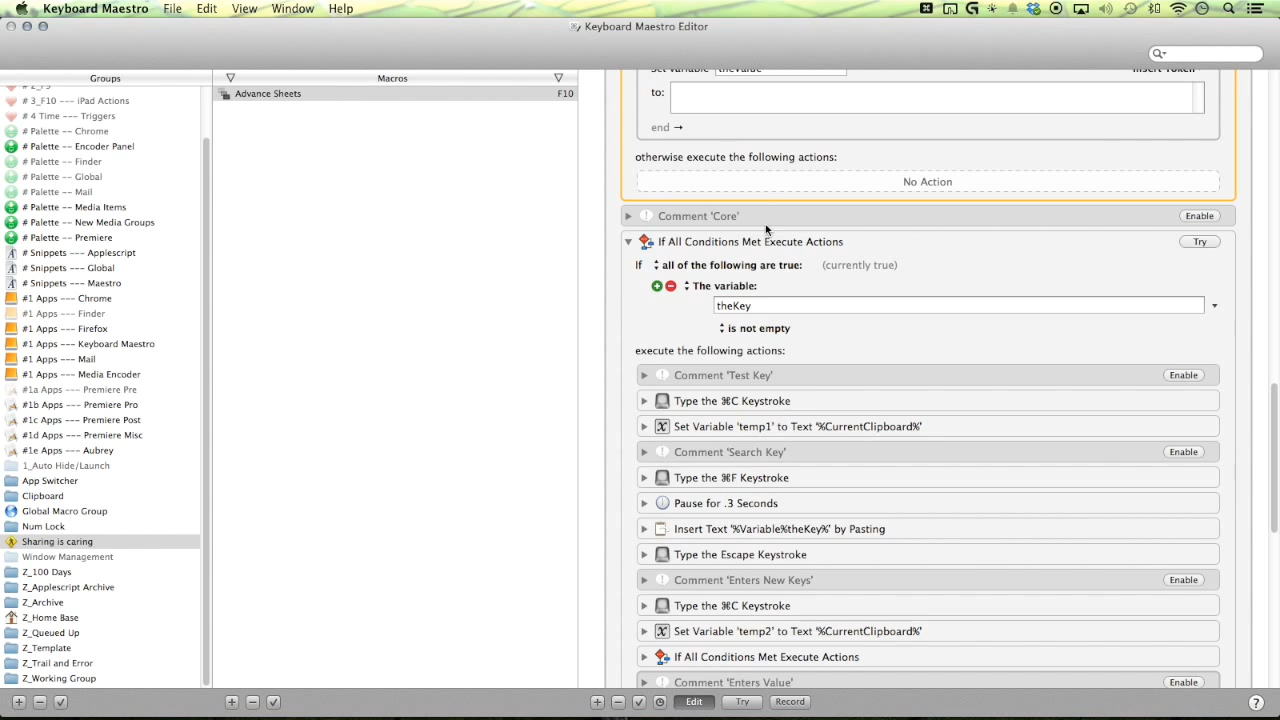 Keyboard Maestro File Edit View Window Help
Keyboard Maestro Editor
Groups
# 3_F10 --- iPad Actions
# 4 Time --- Triggers
# Palette -- Chrome
# Palette -- Encoder Panel
# Palette -- Finder
# Palette -- Global
# Palette -- Mail
# Palette -- Media Items
# Palette -- New Media Groups
# Palette -- Premiere
# Snippets -- Applescript
# Snippets -- Global
# Snippets -- Maestro
#1 Apps --- Chrome
#1 Apps --- Finder
#1 Apps --- Firefox
#1 Apps --- Keyboard Maestro
#1 Apps --- Mail
#1 Apps --- Media Encoder
#1a Apps --- Premiere Pre
#1b Apps --- Premiere Pro
#1c Apps --- Premiere Post
#1d Apps --- Premiere Misc
#1e Apps --- Aubrey
1_Auto Hide/Launch
App Switcher
Clipboard
Global Macro Group
Num Lock
Sharing is caring
Window Management
Z_100 Days
Z_Applescript Archive
Z_Archive
Z_Home Base
Z_Queued Up
Z_Template
Z_Trail and Error
Z_Working Group
Macros
Advance Sheets F10
to:
end →
otherwise execute the following actions:
No Action
Comment 'Core' Enable
If All Conditions Met Execute Actions Try
If all of the following are true: (currently true)
The variable:
theKey
is not empty
execute the following actions:
Comment 'Test Key' Enable
Type the ⌘C Keystroke
Set Variable 'temp1' to Text '%CurrentClipboard%'
Comment 'Search Key' Enable
Type the ⌘F Keystroke
Pause for .3 Seconds
Insert Text '%Variable%theKey%' by Pasting
Type the Escape Keystroke
Comment 'Enters New Keys' Enable
Type the ⌘C Keystroke
Set Variable 'temp2' to Text '%CurrentClipboard%'
If All Conditions Met Execute Actions
Comment 'Enters Value' Enable
Edit Try Record